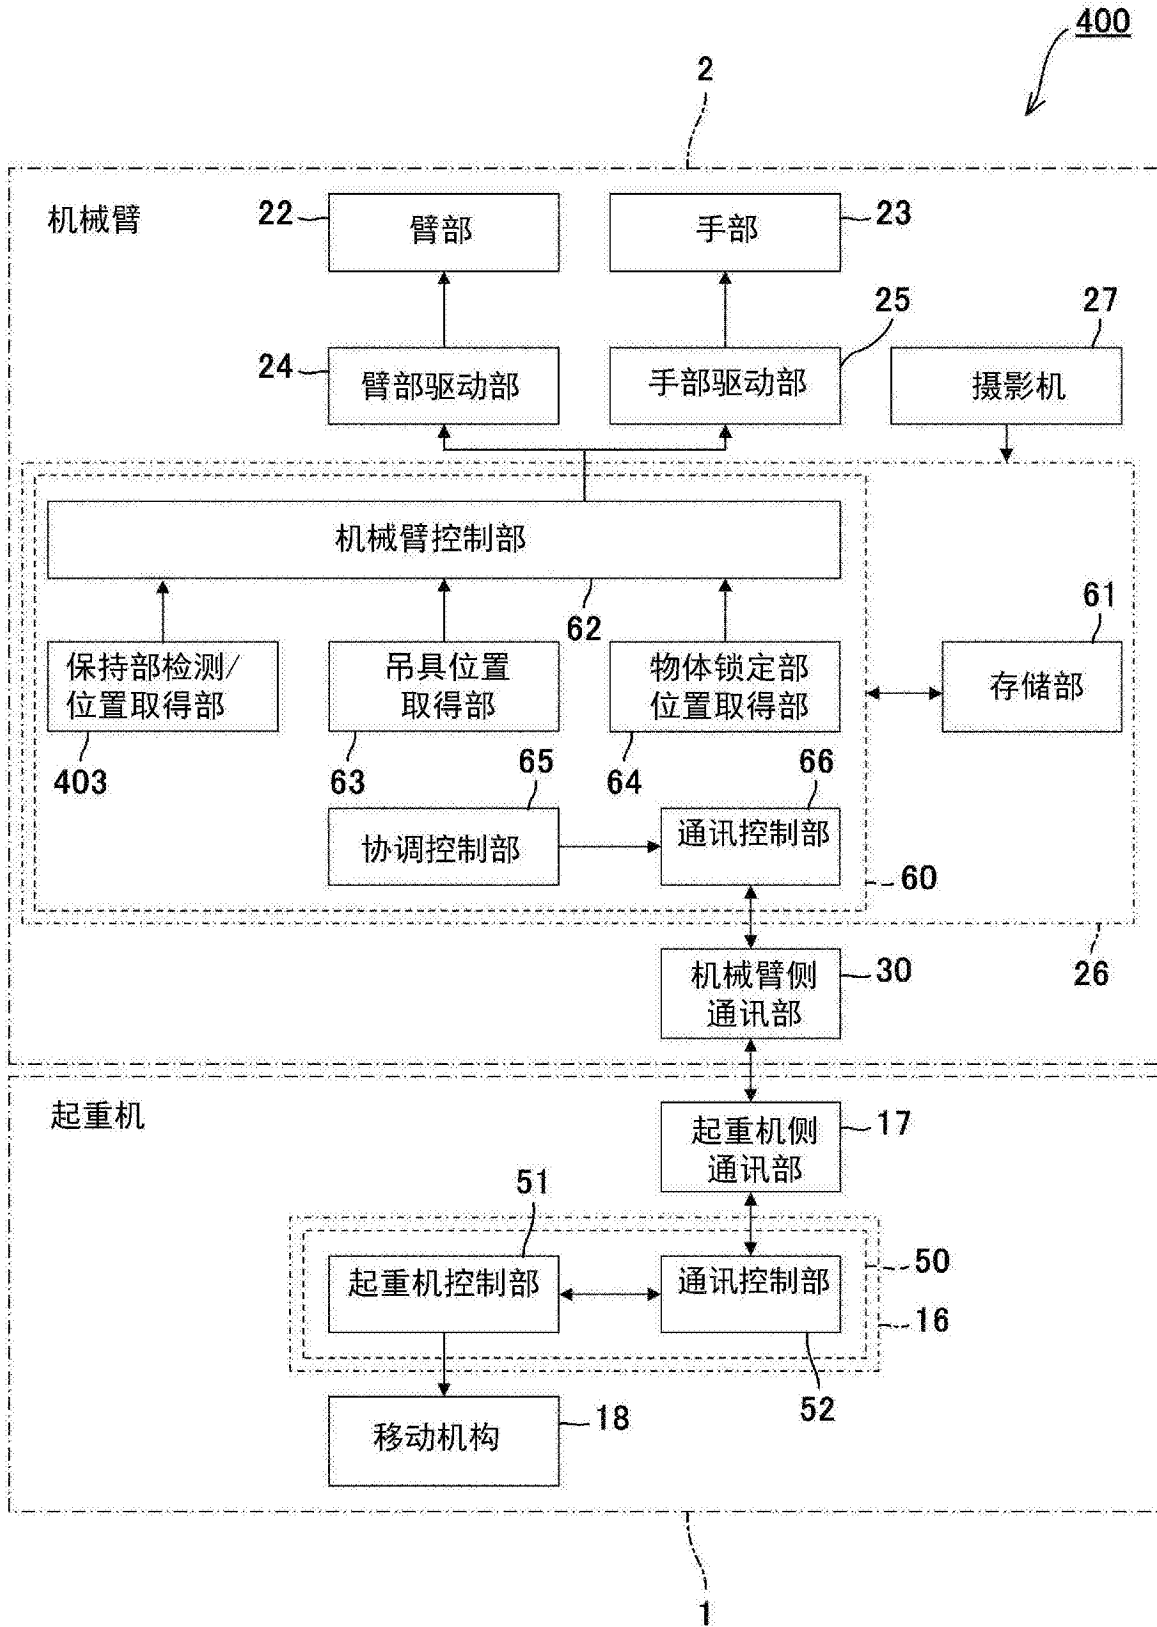 400
2
机械臂
22
臂部
手部
23
24
臂部驱动部
手部驱动部
25
27
摄影机
机械臂控制部
62
61
保持部检测/
位置取得部
吊具位置
取得部
物体锁定部
位置取得部
存储部
403
63
65
64
66
协调控制部
通讯控制部
60
26
机械臂侧
通讯部
30
起重机
起重机侧
通讯部
17
51
起重机控制部
通讯控制部
50
16
52
移动机构
18
1